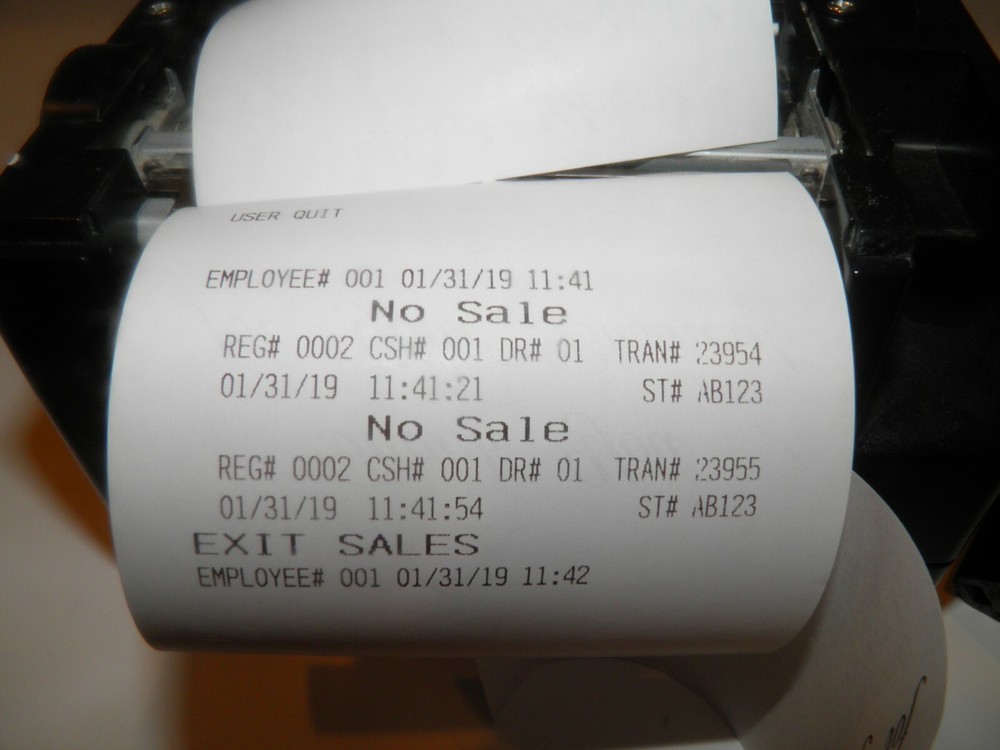 USER QUIT
EMPLOYEE# 001 01/31/19 11:41
No Sale
REG# 0002 CSH# 001 DR# 01 TRAN# 23954
01/31/19 11:41:21 ST# AB123
No Sale
REG# 0002 CSH# 001 DR# 01 TRAN# 23955
01/31/19 11:41:54 ST# AB123
EXIT SALES
EMPLOYEE# 001 01/31/19 11:42